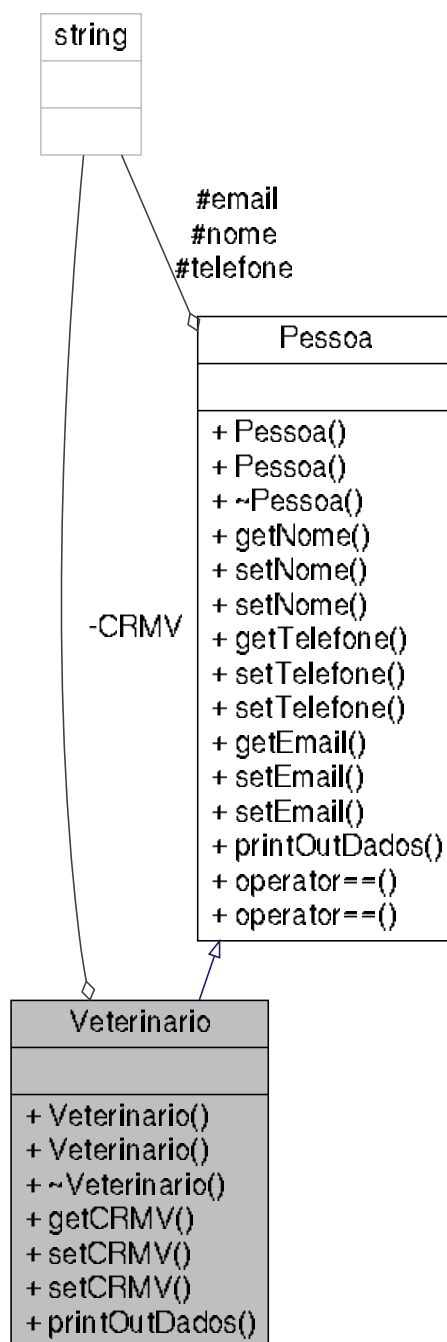 string
#email
#nome
#telefone
Pessoa
+ Pessoa()
+ Pessoa()
+ ~Pessoa()
+ getNome()
+ setNome()
+ setNome()
+ getTelefone()
+ setTelefone()
+ setTelefone()
+ getEmail()
+ setEmail()
+ setEmail()
+ printOutDados()
+ operator==()
+ operator==()
-CRMV
Veterinario
+ Veterinario()
+ Veterinario()
+ ~Veterinario()
+ getCRMV()
+ setCRMV()
+ setCRMV()
+ printOutDados()